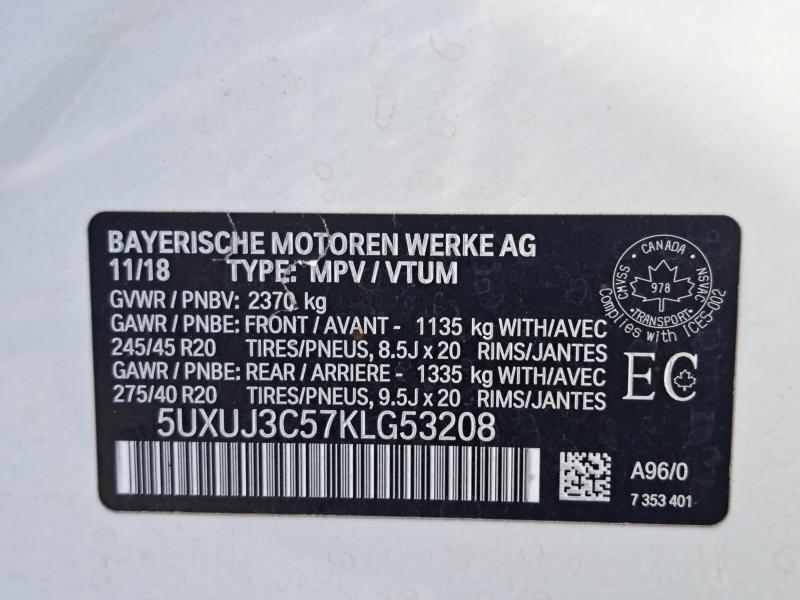 BAYERISCHE MOTOREN WERKE AG
11/18 TYPE: MPV / VTUM
GVWR / PNBV: 2370 kg
GAWR / PNBE: FRONT / AVANT - 1135 kg WITH/AVEC
245/45 R20 TIRES/PNEUS, 8.5J x 20 RIMS/JANTES
GAWR / PNBE: REAR / ARRIERE - 1335 kg WITH/AVEC
275/40 R20 TIRES/PNEUS, 9.5J x 20 RIMS/JANTES
5UXUJ3C57KLG53208
CANADA
CMVSS 978 NSVAC
TRANSPORT
Complies with ICES-002
EC
A96/0
7 353 401